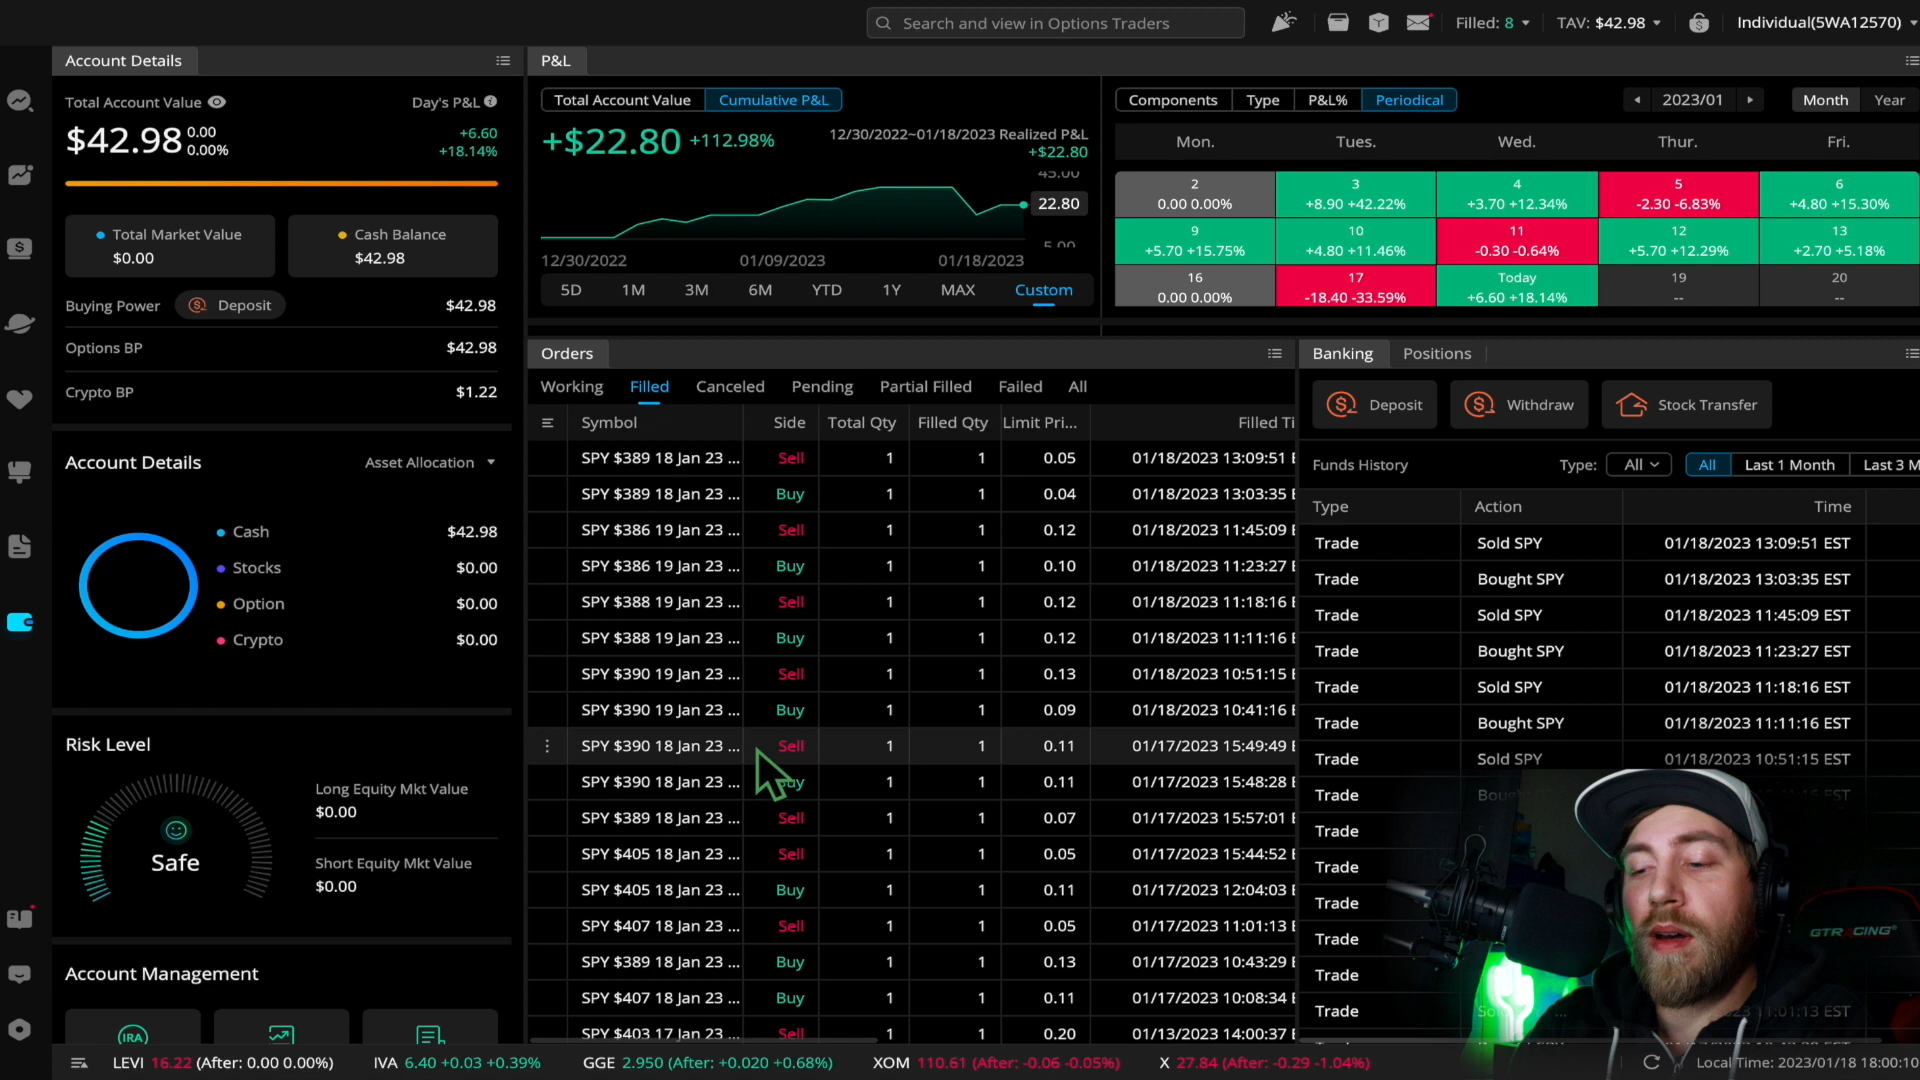 Search and view in Options Traders
Filled: 8
TAV: $42.98
Individual(5WA12570)
Account Details
Total Account Value
Day's P&L
$42.98
0.00
0.00%
+6.60
+18.14%
Total Market Value
$0.00
Cash Balance
$42.98
Buying Power
Deposit
$42.98
Options BP
$42.98
Crypto BP
$1.22
Account Details
Asset Allocation
Cash
$42.98
Stocks
$0.00
Option
$0.00
Crypto
$0.00
Risk Level
Safe
Long Equity Mkt Value
$0.00
Short Equity Mkt Value
$0.00
Account Management
IRA
P&L
Total Account Value
Cumulative P&L
+$22.80 +112.98%
12/30/2022~01/18/2023 Realized P&L
+$22.80
45.00
22.80
5.00
12/30/2022 01/09/2023 01/18/2023
5D 1M 3M 6M YTD 1Y MAX Custom
Components Type P&L% Periodical
2023/01
Month Year
Mon. Tues. Wed. Thur. Fri.
2 3 4 5 6
0.00 0.00% +8.90 +42.22% +3.70 +12.34% -2.30 -6.83% +4.80 +15.30%
9 10 11 12 13
+5.70 +15.75% +4.80 +11.46% -0.30 -0.64% +5.70 +12.29% +2.70 +5.18%
16 17 Today 19 20
0.00 0.00% -18.40 -33.59% +6.60 +18.14% -- --
Orders
Working Filled Canceled Pending Partial Filled Failed All
Symbol Side Total Qty Filled Qty Limit Pri... Filled Ti
SPY $389 18 Jan 23 ... Sell 1 1 0.05 01/18/2023 13:09:51 E
SPY $389 18 Jan 23 ... Buy 1 1 0.04 01/18/2023 13:03:35 E
SPY $386 19 Jan 23 ... Sell 1 1 0.12 01/18/2023 11:45:09 E
SPY $386 19 Jan 23 ... Buy 1 1 0.10 01/18/2023 11:23:27 E
SPY $388 19 Jan 23 ... Sell 1 1 0.12 01/18/2023 11:18:16 E
SPY $388 19 Jan 23 ... Buy 1 1 0.12 01/18/2023 11:11:16 E
SPY $390 19 Jan 23 ... Sell 1 1 0.13 01/18/2023 10:51:15 E
SPY $390 19 Jan 23 ... Buy 1 1 0.09 01/18/2023 10:41:16 E
SPY $390 18 Jan 23 ... Sell 1 1 0.11 01/17/2023 15:49:49 E
SPY $390 18 Jan 23 ... Buy 1 1 0.11 01/17/2023 15:48:28 E
SPY $389 18 Jan 23 ... Sell 1 1 0.07 01/17/2023 15:57:01 E
SPY $405 18 Jan 23 ... Sell 1 1 0.05 01/17/2023 15:44:52 E
SPY $405 18 Jan 23 ... Buy 1 1 0.11 01/17/2023 12:04:03 E
SPY $407 18 Jan 23 ... Sell 1 1 0.05 01/17/2023 11:01:13 E
SPY $389 18 Jan 23 ... Buy 1 1 0.13 01/17/2023 10:43:29 E
SPY $407 18 Jan 23 ... Buy 1 1 0.11 01/17/2023 10:08:34 E
SPY $403 17 Jan 23 ... Sell 1 1 0.20 01/13/2023 14:00:37 E
Banking Positions
Deposit Withdraw Stock Transfer
Funds History
Type: All
All Last 1 Month Last 3 M
Type Action Time
Trade Sold SPY 01/18/2023 13:09:51 EST
Trade Bought SPY 01/18/2023 13:03:35 EST
Trade Sold SPY 01/18/2023 11:45:09 EST
Trade Bought SPY 01/18/2023 11:23:27 EST
Trade Sold SPY 01/18/2023 11:18:16 EST
Trade Bought SPY 01/18/2023 11:11:16 EST
Trade Sold SPY 01/18/2023 10:51:15 EST
Trade
Trade
Trade
Trade
Trade
Trade
Trade 11:01:13 EST
GTRACING
LEVI 16.22 (After: 0.00 0.00%)
IVA 6.40 +0.03 +0.39%
GGE 2.950 (After: +0.020 +0.68%)
XOM 110.61 (After: -0.06 -0.05%)
X 27.84 (After: -0.29 -1.04%)
Local Time: 2023/01/18 18:00:10